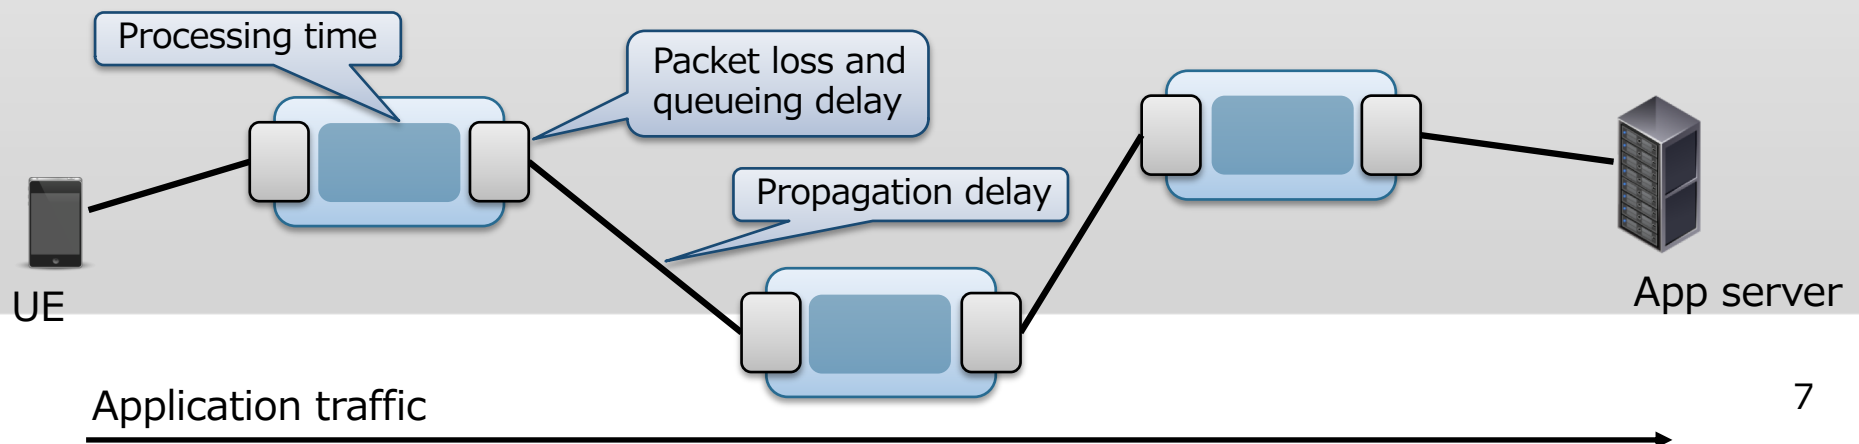 Processing time
Packet loss and
queueing delay
Propagation delay
UE
App server
Application traffic
7